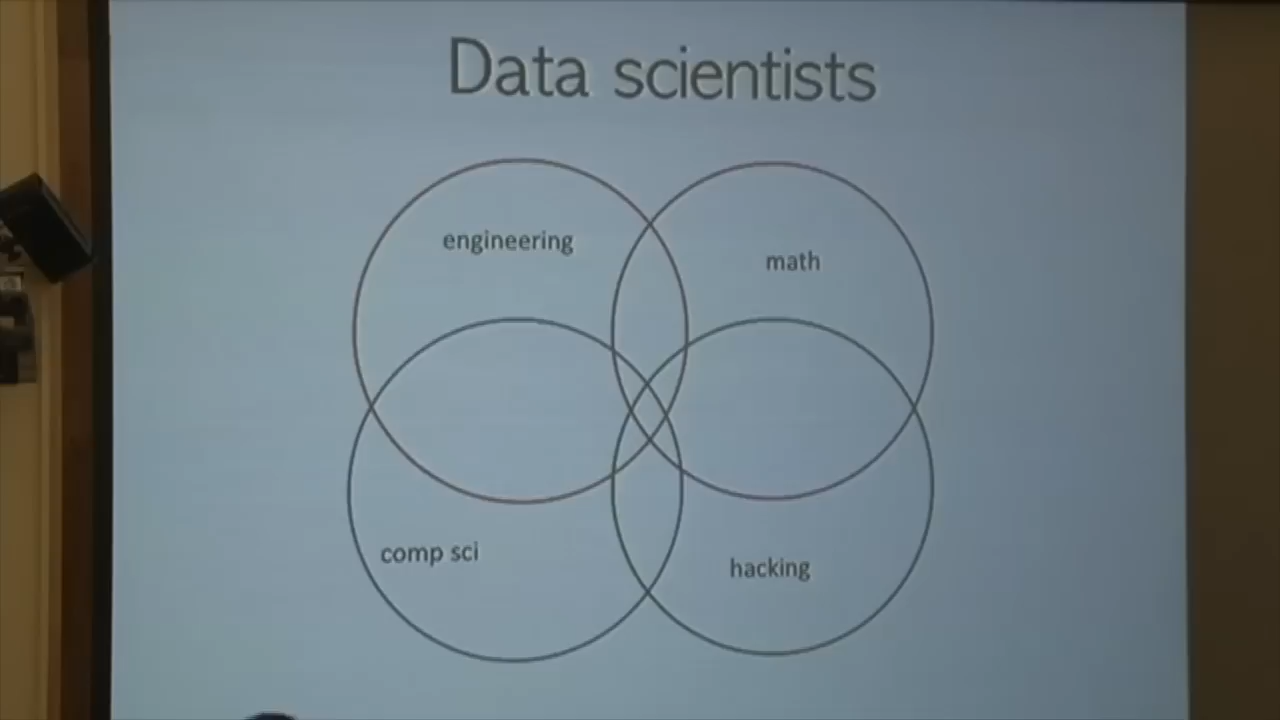 Data scientists
engineering
math
comp sci
hacking